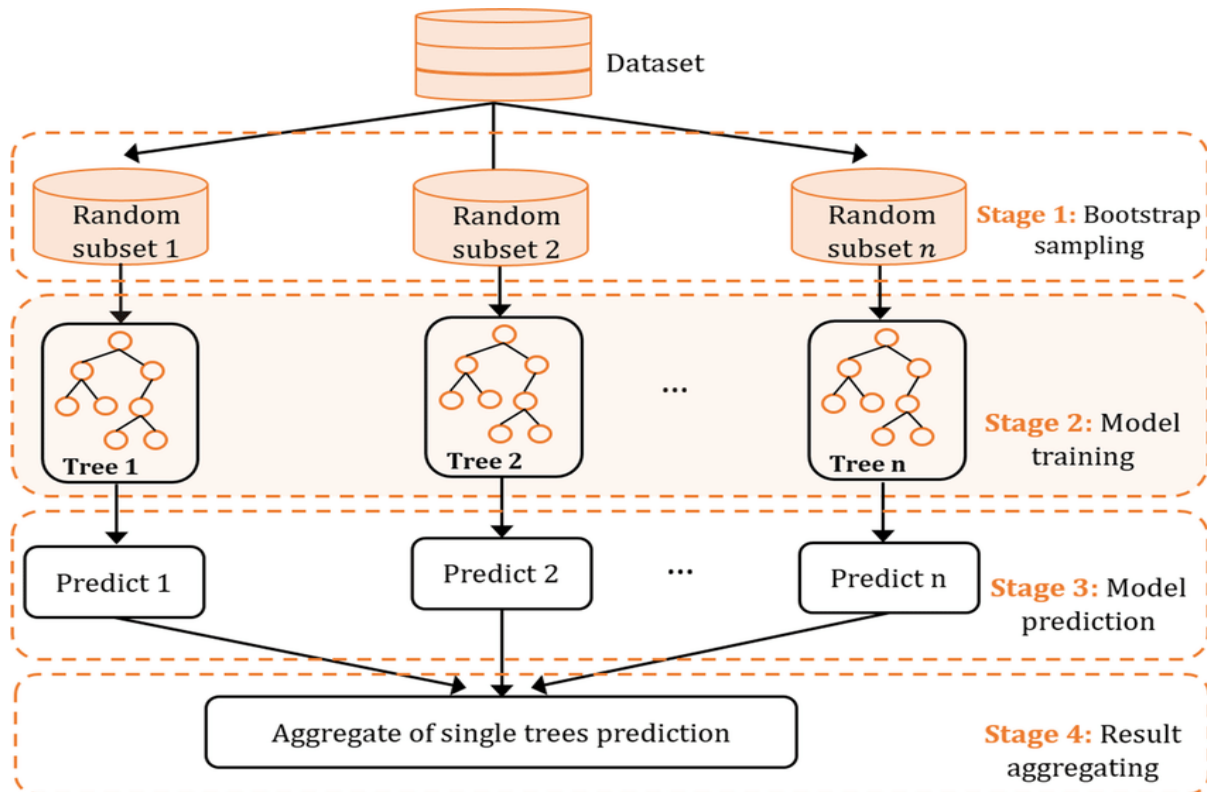 Dataset
Random
subset 1
Random
subset 2
Random
subset n
Stage 1: Bootstrap
sampling
Tree 1
Tree 2
...
Tree n
Stage 2: Model
training
Predict 1
Predict 2
...
Predict n
Stage 3: Model
prediction
Aggregate of single trees prediction
Stage 4: Result
aggregating